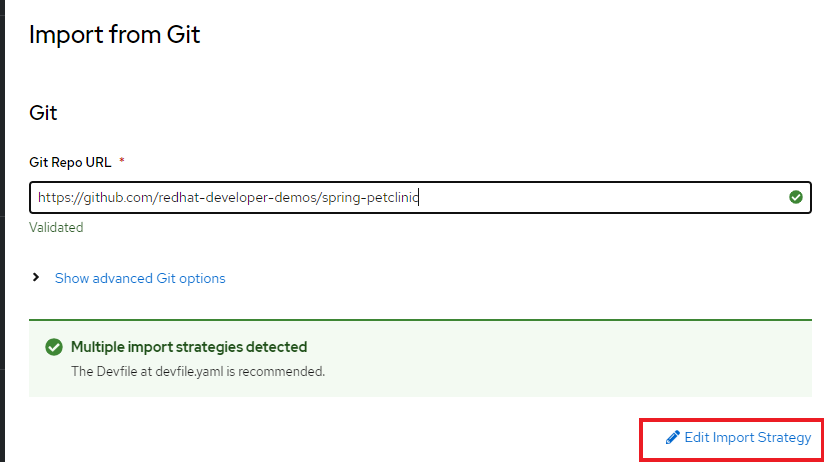 Import from Git
Git
Git Repo URL *
https://github.com/redhat-developer-demos/spring-petclinic
Validated
Show advanced Git options
Multiple import strategies detected
The Devfile at devfile.yaml is recommended.
Edit Import Strategy